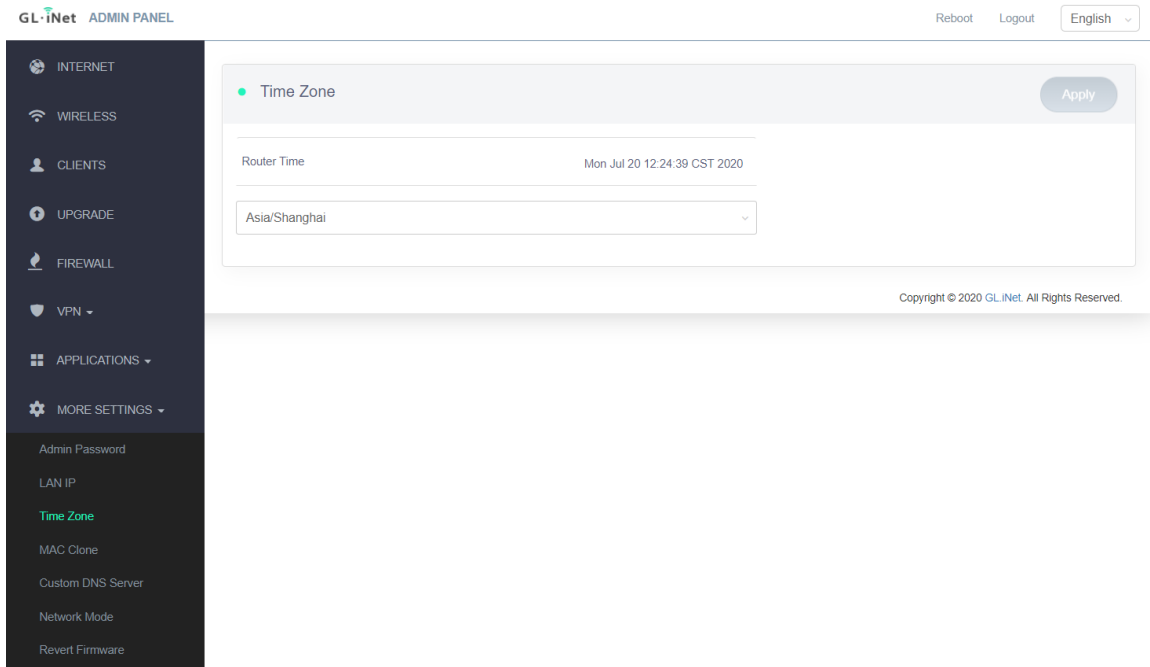 GL·iNet ADMIN PANEL
Reboot Logout English
INTERNET
WIRELESS
CLIENTS
UPGRADE
FIREWALL
VPN
APPLICATIONS
MORE SETTINGS
Admin Password
LAN IP
Time Zone
MAC Clone
Custom DNS Server
Network Mode
Revert Firmware
Time Zone
Apply
Router Time Mon Jul 20 12:24:39 CST 2020
Asia/Shanghai
Copyright © 2020 GL.iNet. All Rights Reserved.